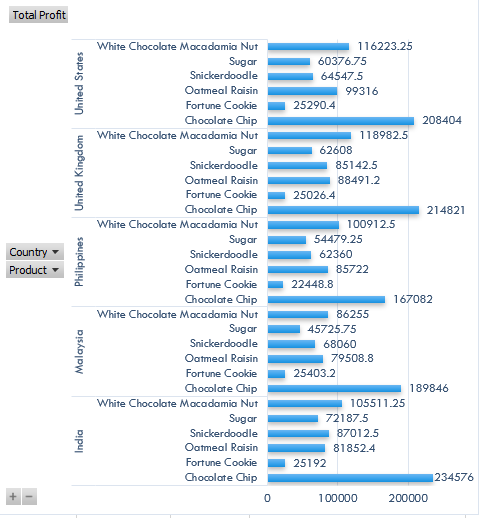 Total Profit
United States
White Chocolate Macadamia Nut 116223.25
Sugar 60376.75
Snickerdoodle 64547.5
Oatmeal Raisin 99316
Fortune Cookie 25290.4
Chocolate Chip 208404
United Kingdom
White Chocolate Macadamia Nut 118982.5
Sugar 62608
Snickerdoodle 85142.5
Oatmeal Raisin 88491.2
Fortune Cookie 25026.4
Chocolate Chip 214821
Country
Product
Philippines
White Chocolate Macadamia Nut 100912.5
Sugar 54479.25
Snickerdoodle 62360
Oatmeal Raisin 85722
Fortune Cookie 22448.8
Chocolate Chip 167082
Malaysia
White Chocolate Macadamia Nut 86255
Sugar 45725.75
Snickerdoodle 68060
Oatmeal Raisin 79508.8
Fortune Cookie 25403.2
Chocolate Chip 189846
India
White Chocolate Macadamia Nut 105511.25
Sugar 72187.5
Snickerdoodle 87012.5
Oatmeal Raisin 81852.4
Fortune Cookie 25192
Chocolate Chip 234576
+ −
0 100000 200000